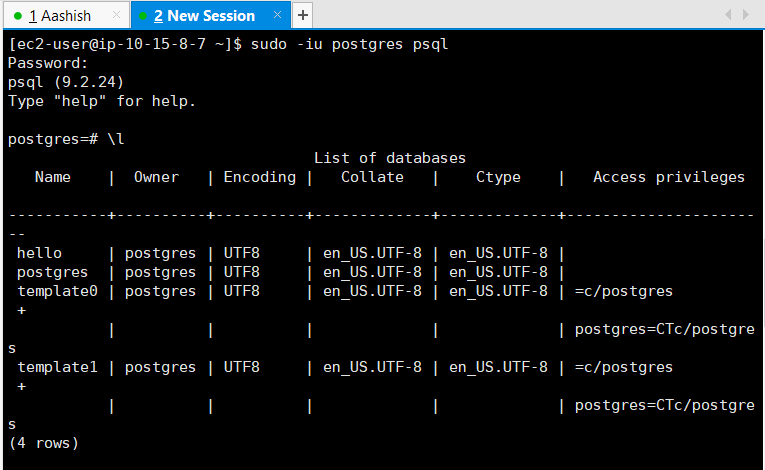 1 Aashish × 2 New Session × +
[ec2-user@ip-10-15-8-7 ~]$ sudo -iu postgres psql
Password:
psql (9.2.24)
Type "help" for help.
postgres=# \l
                                  List of databases
   Name    |  Owner   | Encoding |   Collate   |    Ctype    |   Access privileges
-----------+----------+----------+-------------+-------------+---------------------
--
 hello     | postgres | UTF8     | en_US.UTF-8 | en_US.UTF-8 |
 postgres  | postgres | UTF8     | en_US.UTF-8 | en_US.UTF-8 |
 template0 | postgres | UTF8     | en_US.UTF-8 | en_US.UTF-8 | =c/postgres
 +
           |          |          |             |             | postgres=CTc/postgre
s
 template1 | postgres | UTF8     | en_US.UTF-8 | en_US.UTF-8 | =c/postgres
 +
           |          |          |             |             | postgres=CTc/postgre
s
(4 rows)